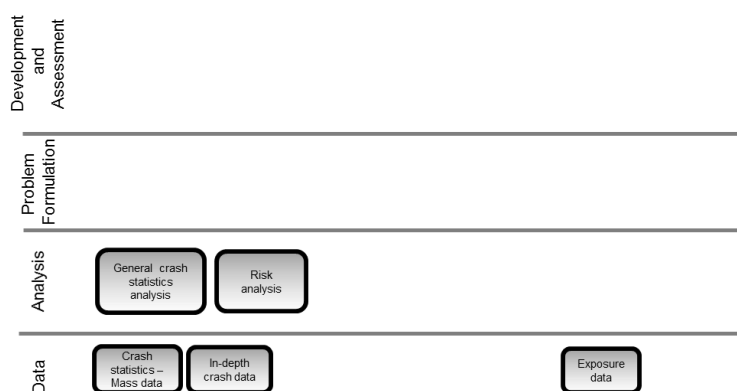 Development
and
Assessment
Problem
Formulation
Analysis
General crash
statistics
analysis
Risk
analysis
Data
Crash
statistics –
Mass data
In-depth
crash data
Exposure
data